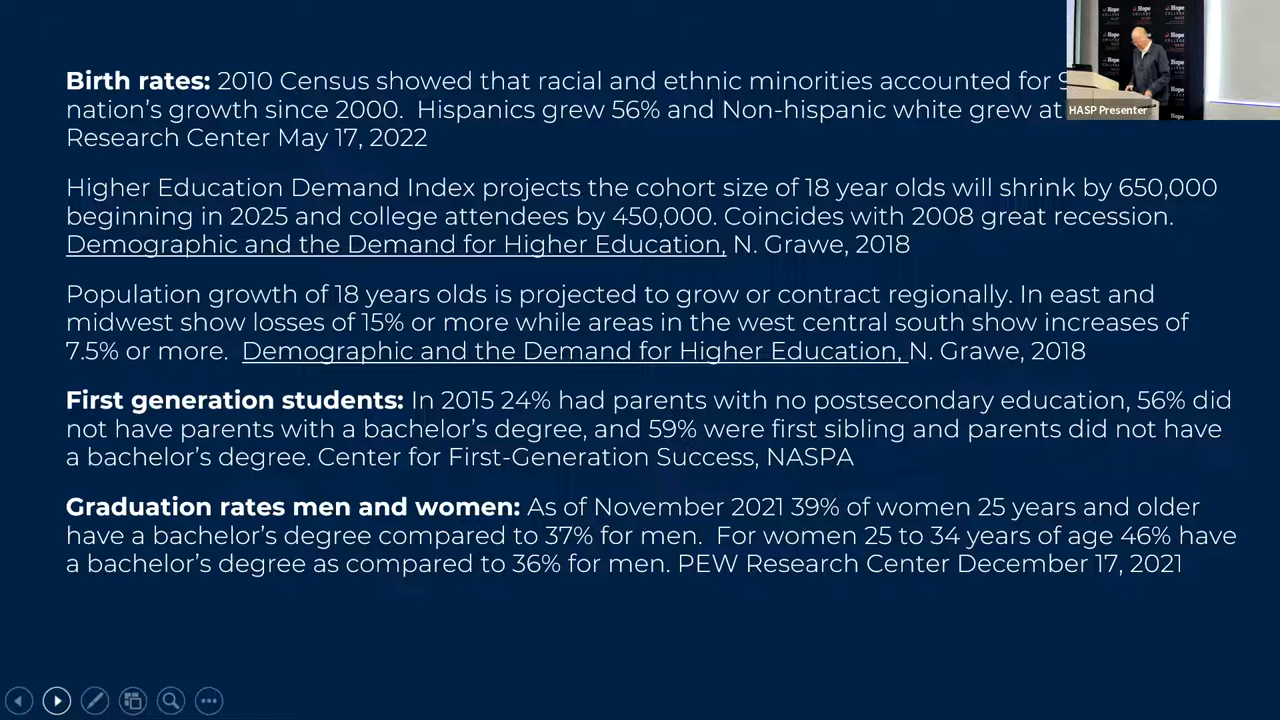 Birth rates: 2010 Census showed that racial and ethnic minorities accounted for
nation’s growth since 2000. Hispanics grew 56% and Non-hispanic white grew at
Research Center May 17, 2022
Higher Education Demand Index projects the cohort size of 18 year olds will shrink by 650,000
beginning in 2025 and college attendees by 450,000. Coincides with 2008 great recession.
Demographic and the Demand for Higher Education, N. Grawe, 2018
Population growth of 18 years olds is projected to grow or contract regionally. In east and
midwest show losses of 15% or more while areas in the west central south show increases of
7.5% or more. Demographic and the Demand for Higher Education, N. Grawe, 2018
First generation students: In 2015 24% had parents with no postsecondary education, 56% did
not have parents with a bachelor’s degree, and 59% were first sibling and parents did not have
a bachelor’s degree. Center for First-Generation Success, NASPA
Graduation rates men and women: As of November 2021 39% of women 25 years and older
have a bachelor’s degree compared to 37% for men. For women 25 to 34 years of age 46% have
a bachelor’s degree as compared to 36% for men. PEW Research Center December 17, 2021
HASP Presenter
Hope
Hope
Hope
Hope
Hope